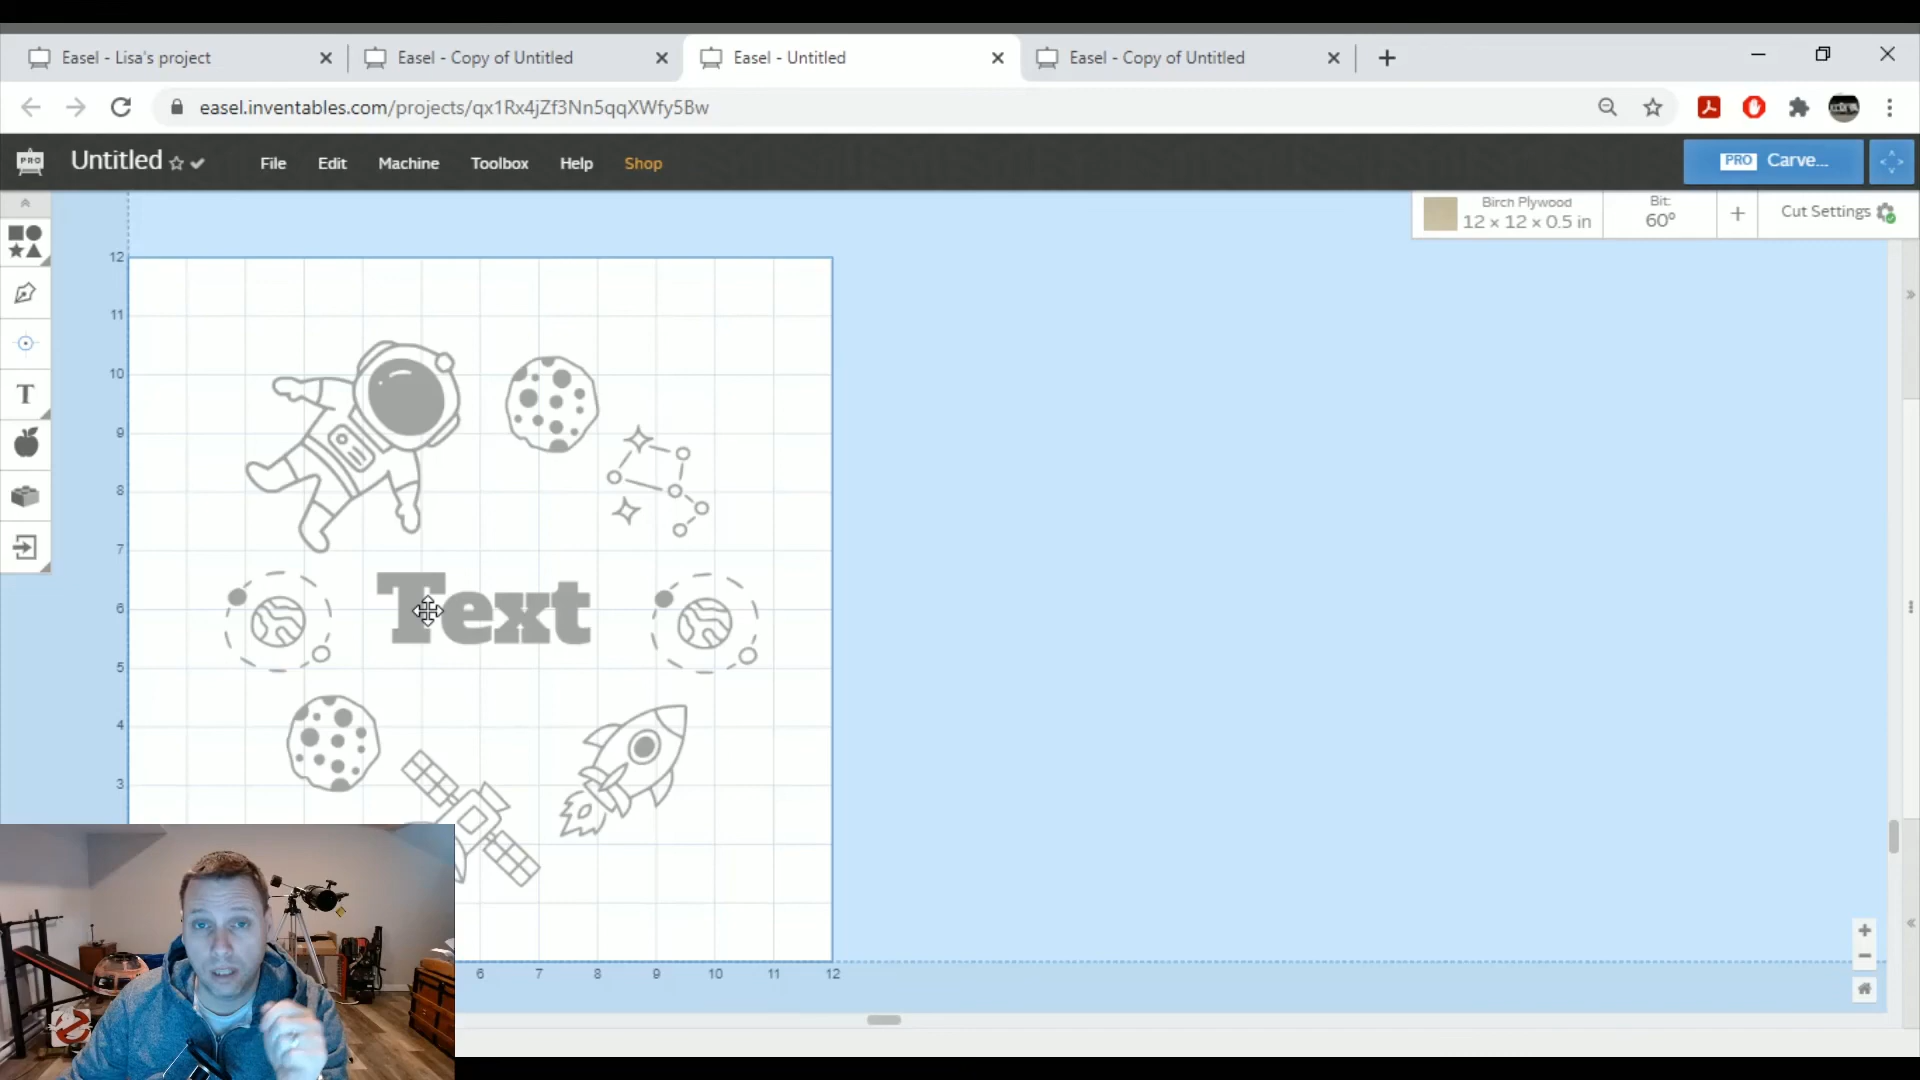 Easel - Lisa's project
Easel - Copy of Untitled
Easel - Untitled
Easel - Copy of Untitled
easel.inventables.com/projects/qx1Rx4jZf3Nn5qqXWfy5Bw
PRO
Untitled
File
Edit
Machine
Toolbox
Help
Shop
PRO Carve...
Birch Plywood
12 × 12 × 0.5 in
Bit:
60º
+
Cut Settings
T
12
11
10
9
8
7
6
5
4
3
Text
6
7
8
9
10
11
12